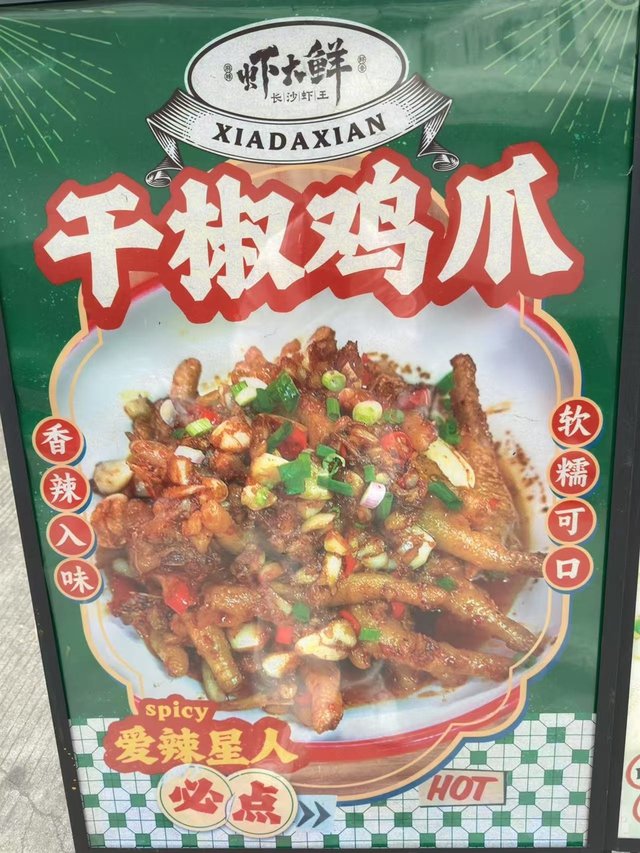 虾大鲜
长沙虾王
XIADAXIAN
干椒鸡爪
香辣入味
软糯可口
spicy
爱辣星人
必点
HOT